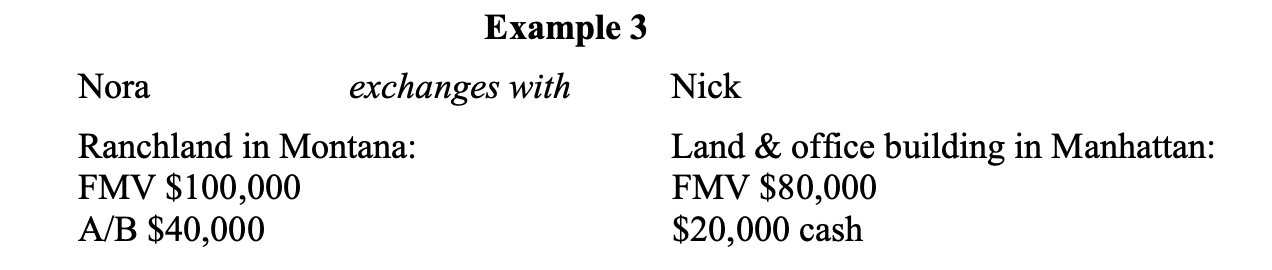 Example 3
Nora exchanges with Nick
Ranchland in Montana: Land & office building in Manhattan:
FMV $100,000 FMV $80,000
A/B $40,000 $20,000 cash